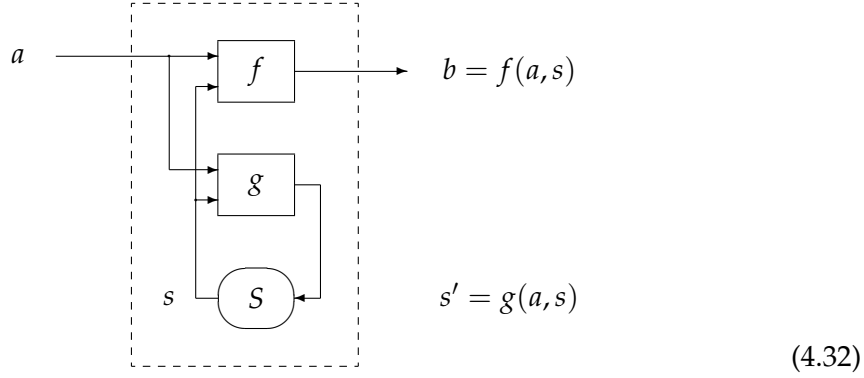 a
f
b = f(a, s)
g
s
S
s′ = g(a, s)
(4.32)